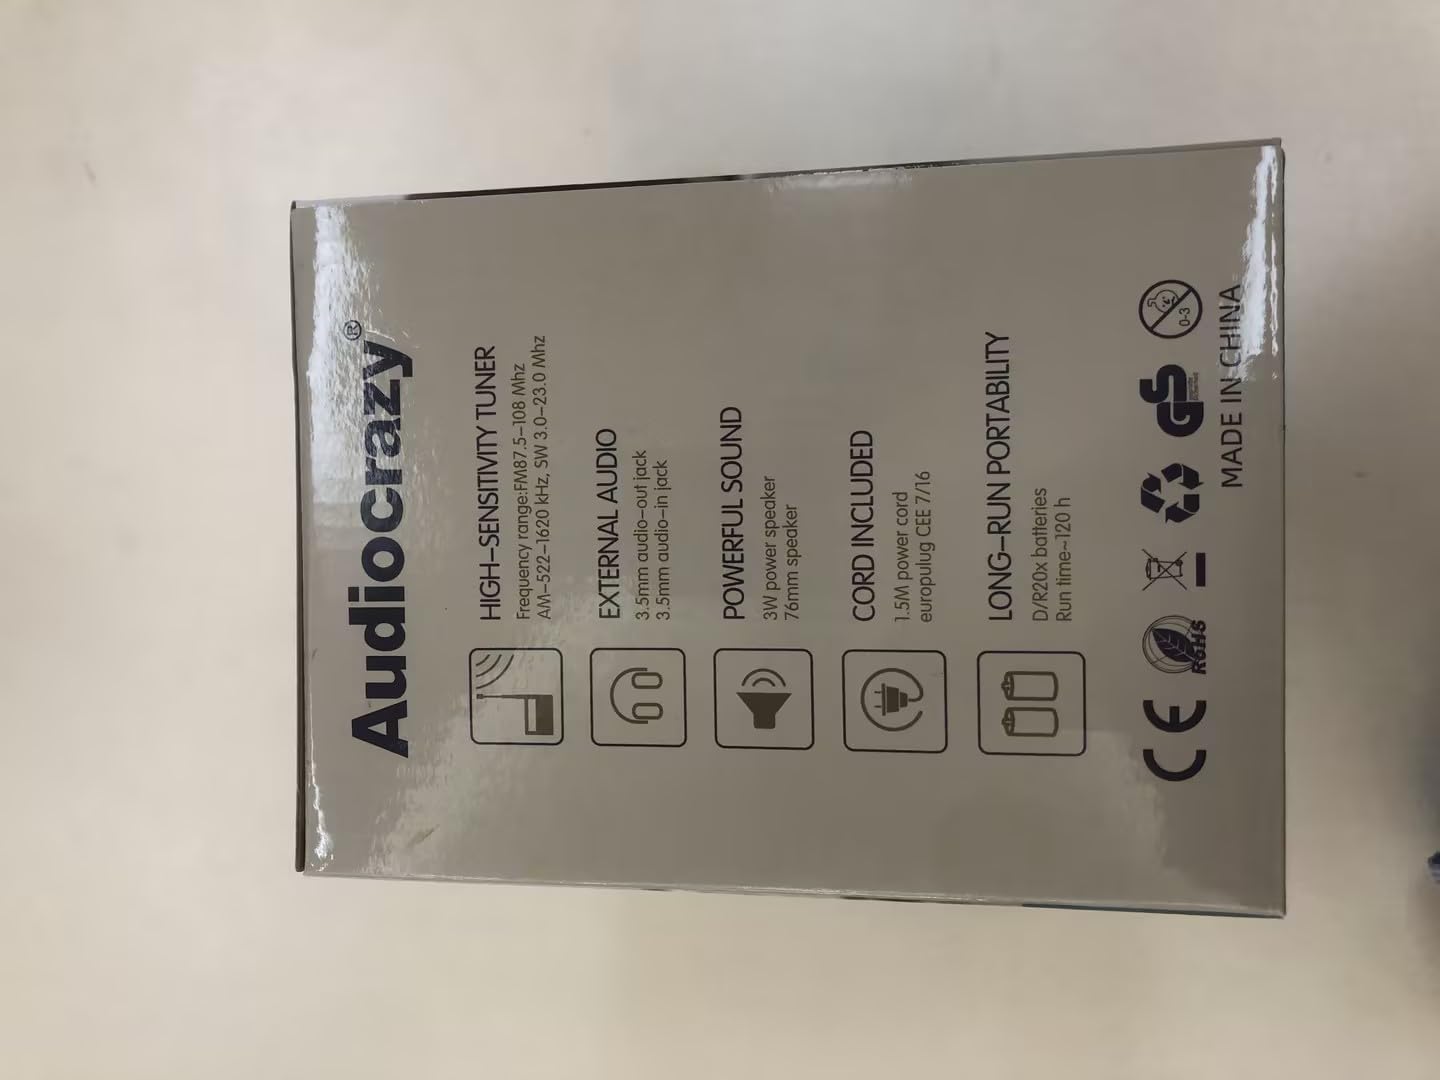 Audiocrazy®
HIGH-SENSITIVITY TUNER
Frequency range:FM87.5-108 Mhz
AM-522-1620 kHz, SW 3.0-23.0 Mhz
EXTERNAL AUDIO
3.5mm audio-out jack
3.5mm audio-in jack
POWERFUL SOUND
3W power speaker
76mm speaker
CORD INCLUDED
1.5M power cord
europulug CEE 7/16
LONG-RUN PORTABILITY
D/R20x batteries
Run time~120 h
CE RoHS GS 0-3
MADE IN CHINA